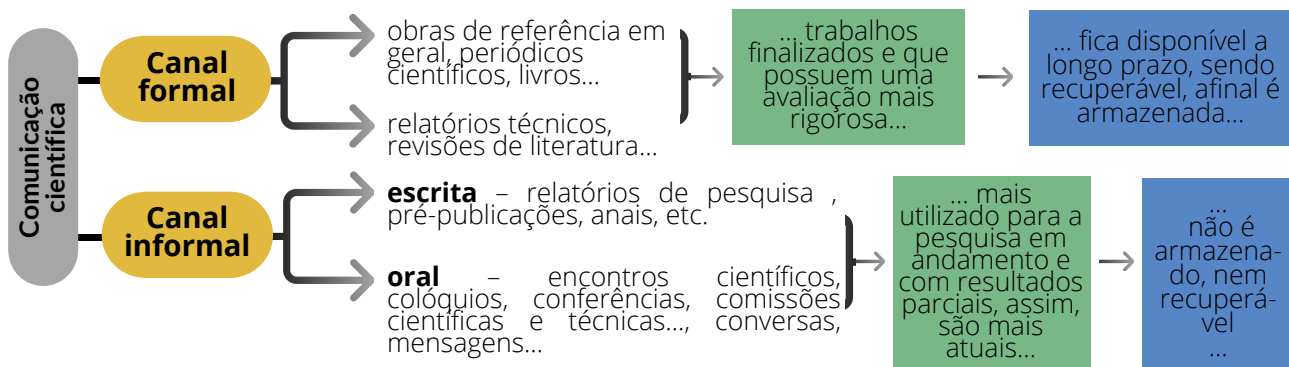 Comunicação
científica
Canal
formal
obras de referência em
geral, periódicos
científicos, livros...
relatórios técnicos,
revisões de literatura...
... trabalhos
finalizados e que
possuem uma
avaliação mais
rigorosa...
... fica disponível a
longo prazo, sendo
recuperável, afinal é
armazenada...
Canal
informal
escrita – relatórios de pesquisa ,
pré-publicações, anais, etc.
oral – encontros científicos,
colóquios, conferências, comissões
científicas e técnicas..., conversas,
mensagens...
... mais
utilizado para a
pesquisa em
andamento e
com resultados
parciais, assim,
são mais
atuais...
...
não é
armazena-
do, nem
recuperá-
vel
...